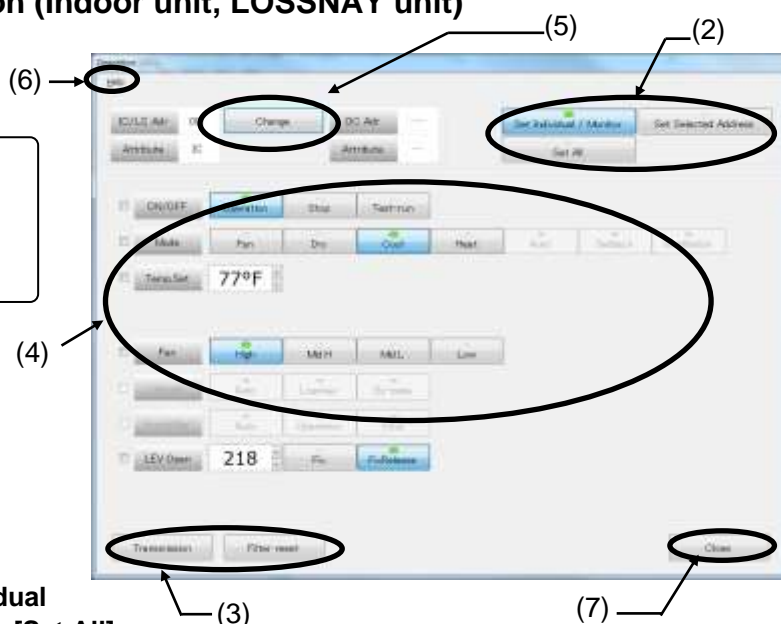 on (Indoor unit, LOSSNAY unit)
(5)
(2)
(6)
IC/LC Adr Change OC Adr ---
Set Individual / Monitor Set Selected Address
Attribute IC Attribute ---
Set All
ON/OFF Operation Stop Test-run
Mode Fan Dry Cool Heat
Temp.Set 77°F
(4)
Fan High Mid H Mid L Low
LEV Open 218 Fix FixRelease
Transmission Filter reset Close
dual
(3)
(7)
[Set All]